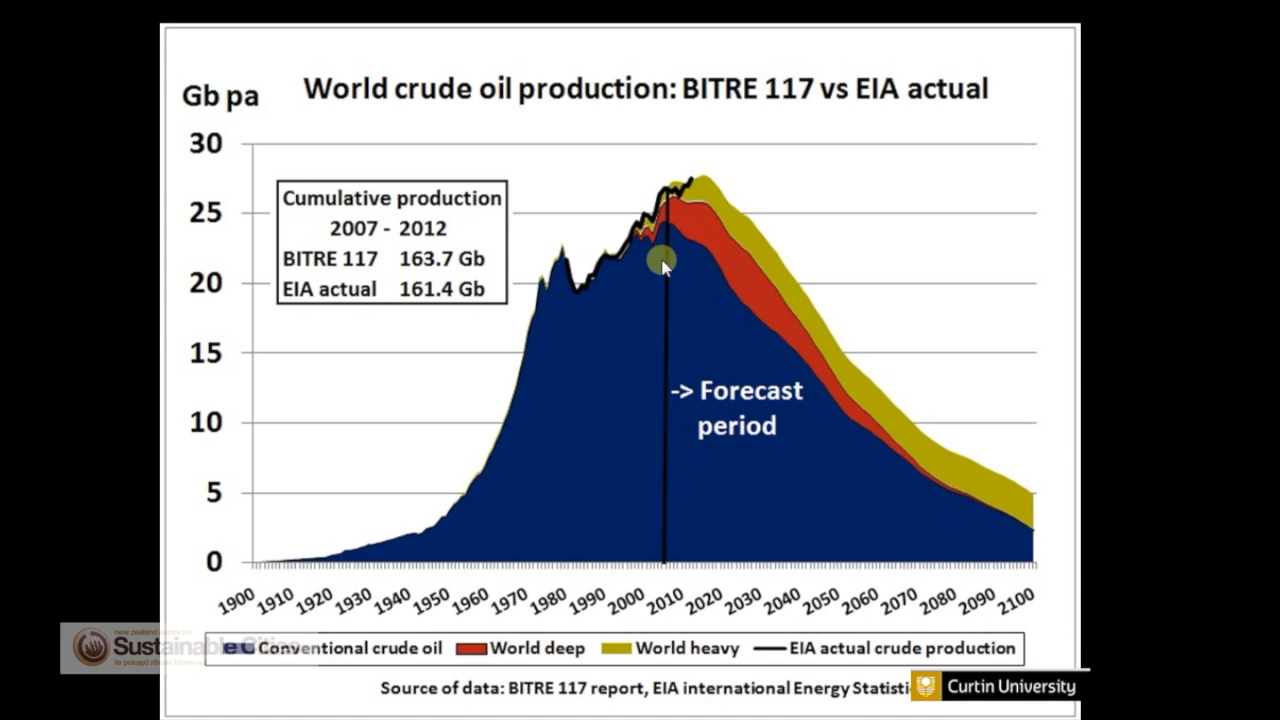 World crude oil production: BITRE 117 vs EIA actual
Gb pa
30
25
20
15
10
5
0
Cumulative production
2007 - 2012
BITRE 117 163.7 Gb
EIA actual 161.4 Gb
-> Forecast
period
1900 1910 1920 1930 1940 1950 1960 1970 1980 1990 2000 2010 2020 2030 2040 2050 2060 2070 2080 2090 2100
Conventional crude oil World deep World heavy EIA actual crude production
Source of data: BITRE 117 report, EIA international Energy Statisti
new zealand centre for
Sustainable Cities
Curtin University